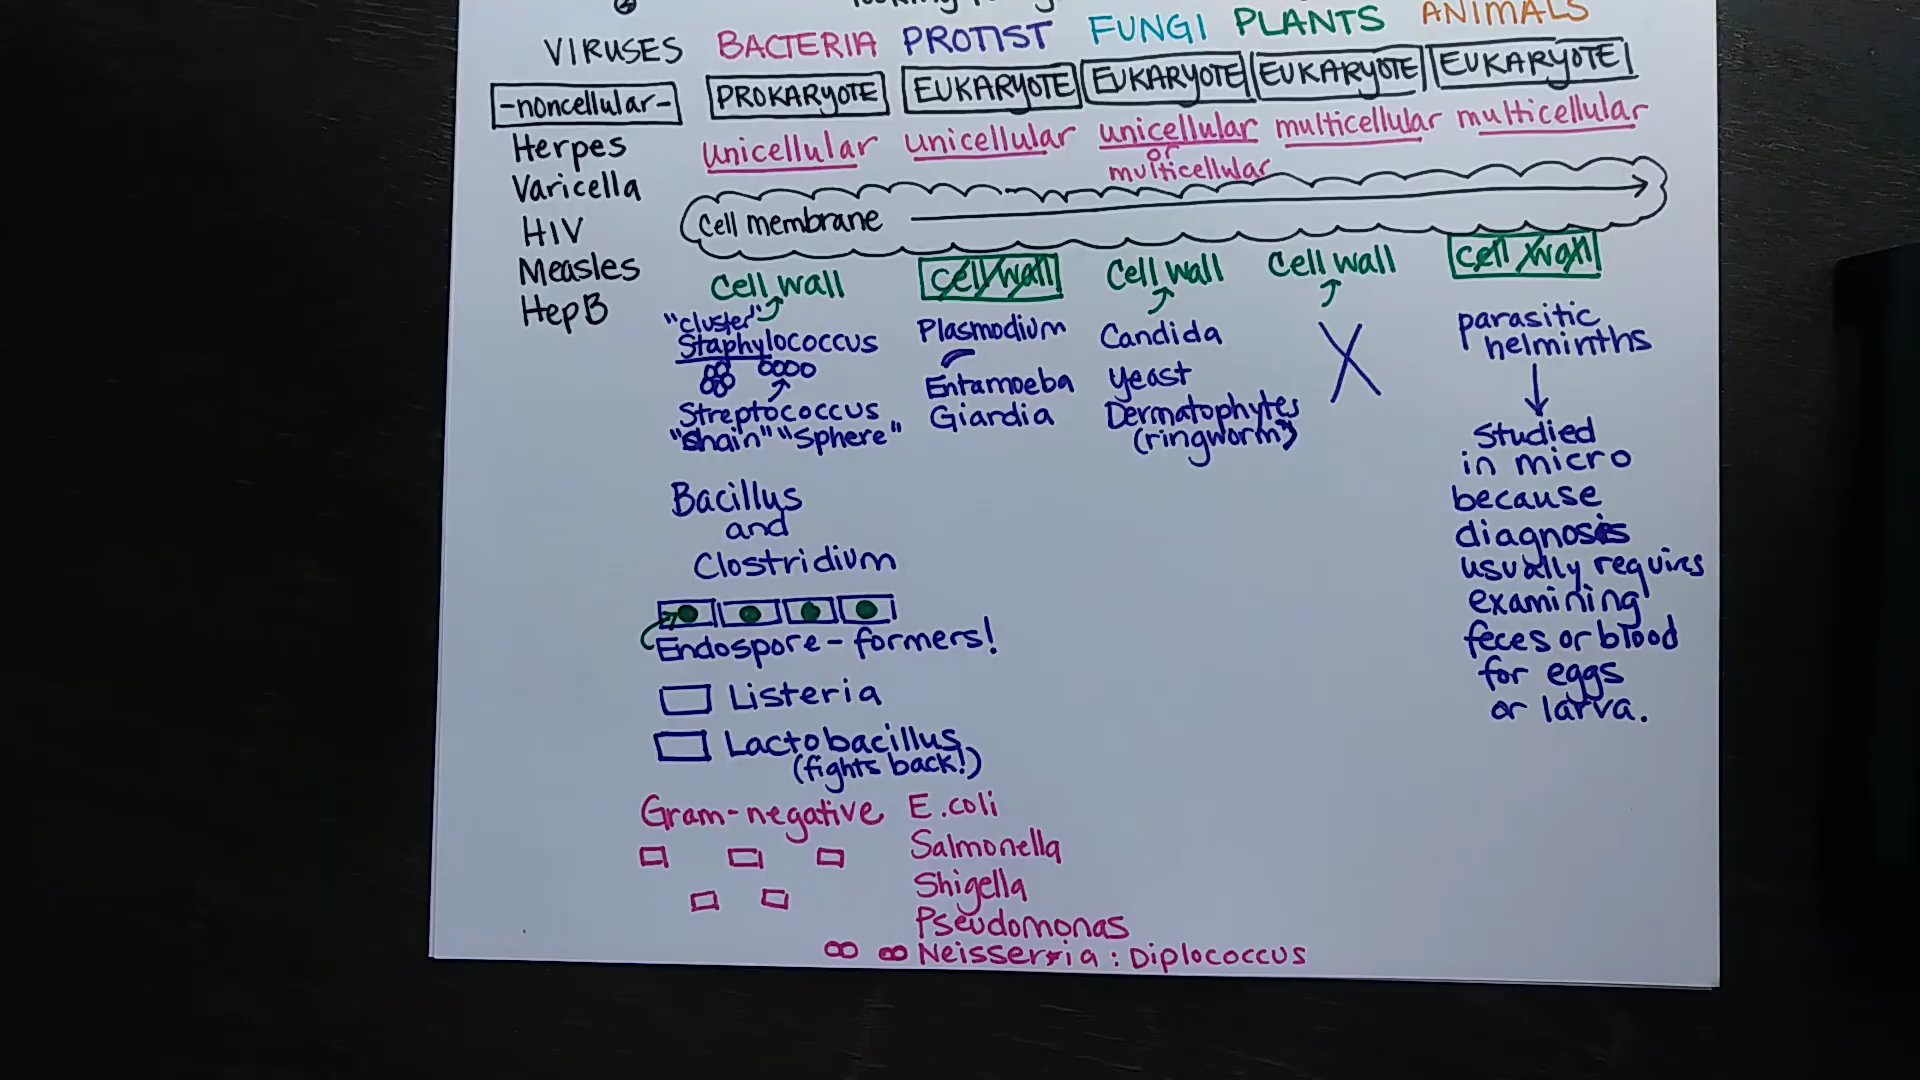 VIRUSES BACTERIA PROTIST FUNGI PLANTS ANIMALS
-noncellular- PROKARYOTE EUKARYOTE EUKARYOTE EUKARYOTE EUKARYOTE
unicellular unicellular unicellular or multicellular multicellular multicellular
Herpes
Varicella
HIV
Measles
HepB
Cell membrane
Cell wall cell wall Cell wall Cell wall cell wall
"cluster"
Staphylococcus
Streptococcus
"chain" "Sphere"
Bacillus
and
Clostridium
Endospore-formers!
Listeria
Lactobacillus
(fights back!)
Gram-negative
E.coli
Salmonella
Shigella
Pseudomonas
Neisseria: Diplococcus
Plasmodium
Entamoeba
Giardia
Candida
yeast
Dermatophytes
(ringworm)
X
parasitic
helminths
Studied
in micro
because
diagnosis
usually requires
examining
feces or blood
for eggs
or larva.